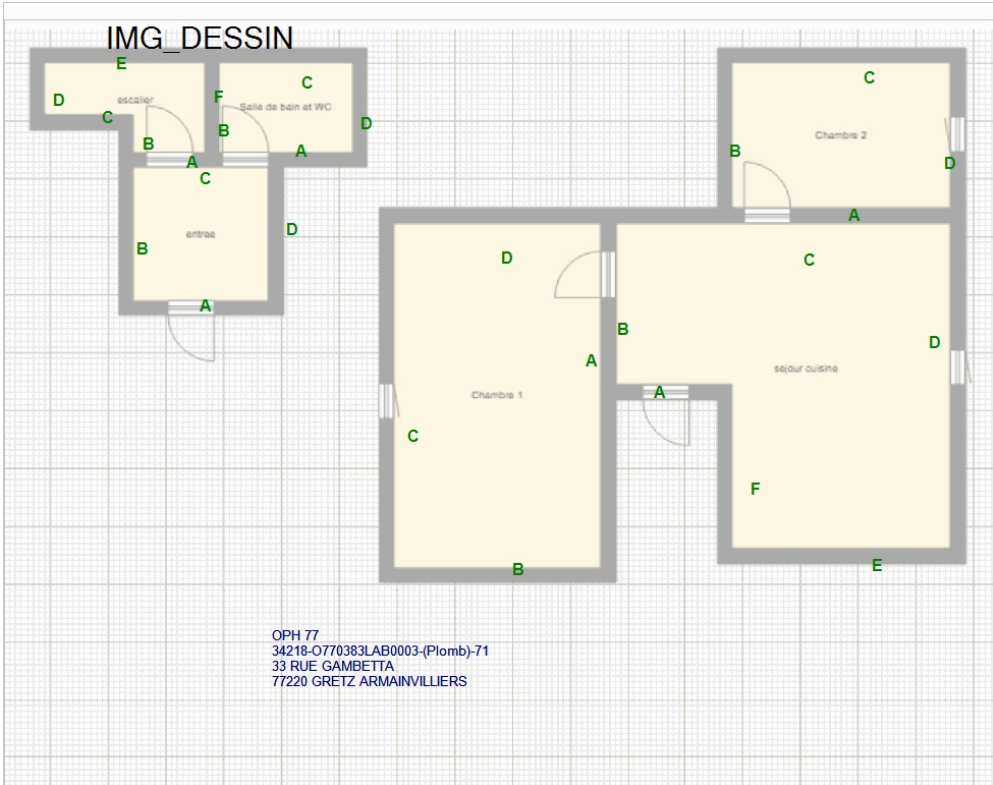 IMG_DESSIN
E
C
C
D
escalier
F
Salle de bain et WC
C
D
B
B
Chambre 2
A
A
B
D
C
A
D
B
entree
C
D
A
B
D
A
sejour cuisine
Chambre 1
A
C
F
E
B
OPH 77
34218-O770383LAB0003-(Plomb)-71
33 RUE GAMBETTA
77220 GRETZ ARMAINVILLIERS